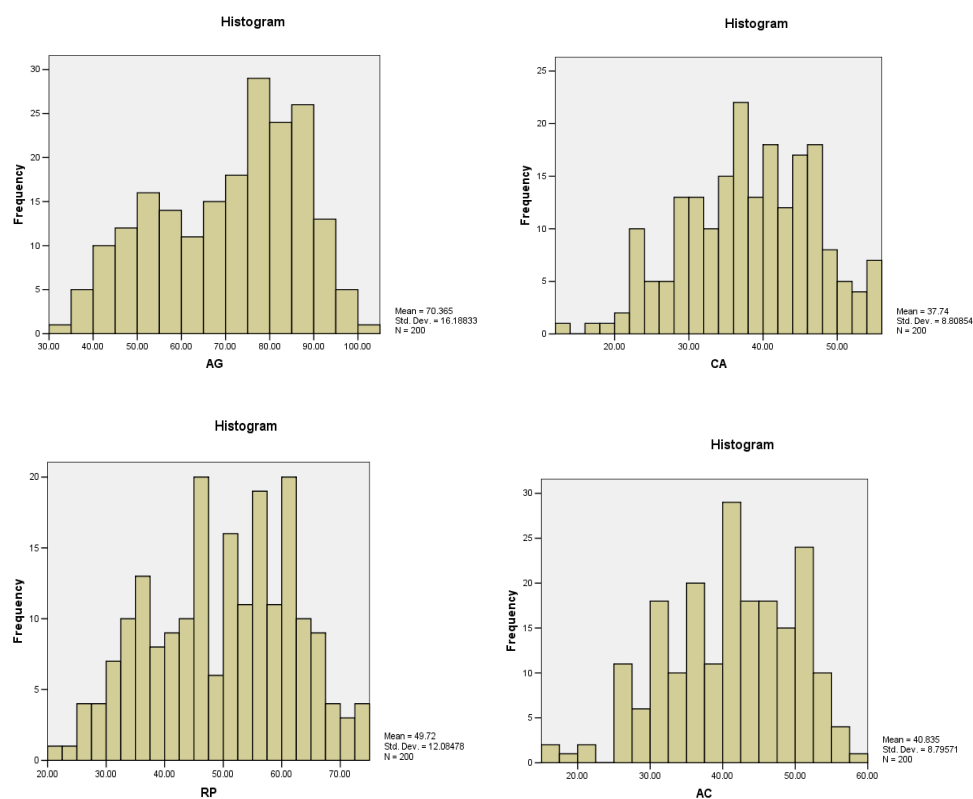 Histogram
Frequency
30
25
20
15
10
5
0
30.00 40.00 50.00 60.00 70.00 80.00 90.00 100.00
AG
Mean = 70.365
Std. Dev. = 16.18833
N = 200
Histogram
Frequency
25
20
15
10
5
0
20.00 30.00 40.00 50.00
CA
Mean = 37.74
Std. Dev. = 8.80854
N = 200
Histogram
Frequency
20
15
10
5
0
20.00 30.00 40.00 50.00 60.00 70.00
RP
Mean = 49.72
Std. Dev. = 12.08478
N = 200
Histogram
Frequency
30
25
20
15
10
5
0
20.00 30.00 40.00 50.00 60.00
AC
Mean = 40.835
Std. Dev. = 8.79571
N = 200